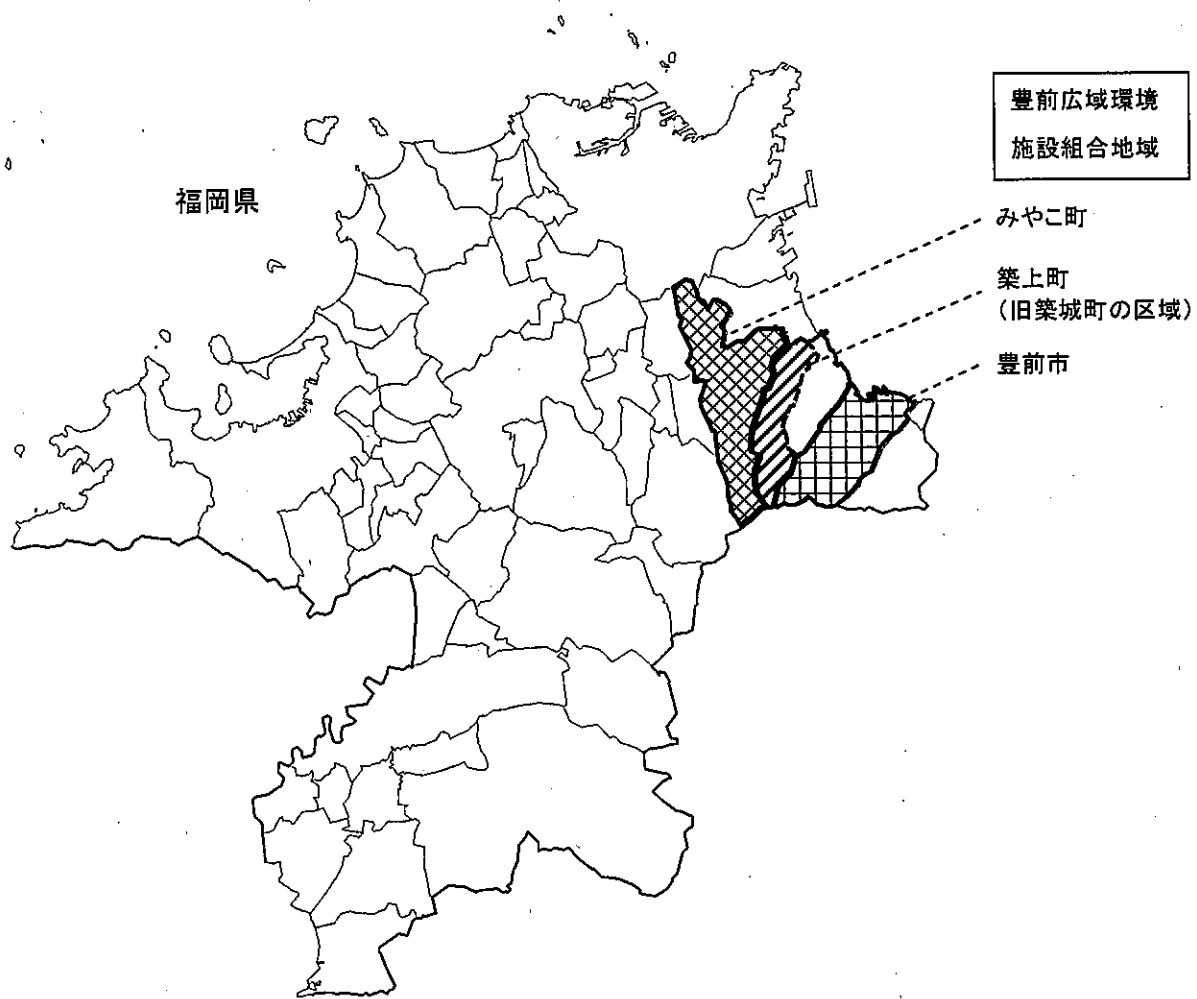 豊前広域環境
施設組合地域
福岡県
みやこ町
築上町
(旧築城町の区域)
豊前市